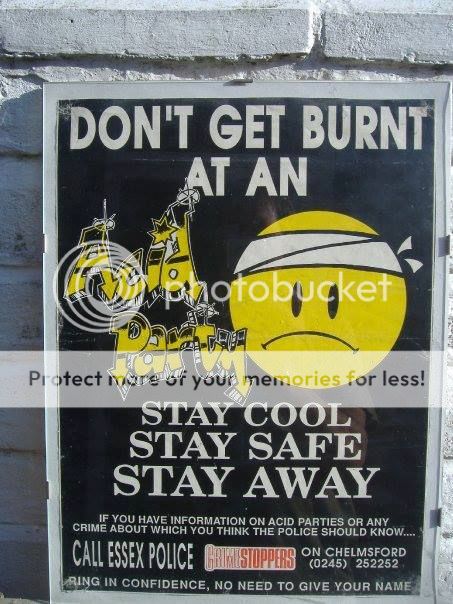 DON'T GET BURNT
AT AN
Acid
Party
photobucket
Protect more of your memories for less!
STAY COOL
STAY SAFE
STAY AWAY
IF YOU HAVE INFORMATION ON ACID PARTIES OR ANY
CRIME ABOUT WHICH YOU THINK THE POLICE SHOULD KNOW....
CALL ESSEX POLICE CRIMESTOPPERS ON CHELMSFORD
(0245) 252252
RING IN CONFIDENCE, NO NEED TO GIVE YOUR NAME